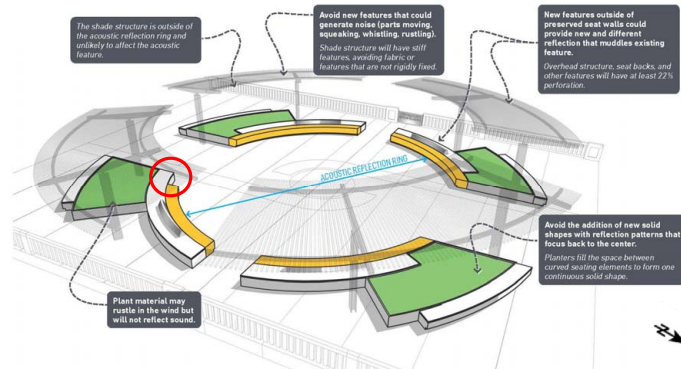 The shade structure is outside of
the acoustic reflection ring and
unlikely to affect the acoustic
feature.
Avoid new features that could
generate noise (parts moving,
squeaking, whistling, rustling).
Shade structure will have stiff
features, avoiding fabric or
features that are not rigidly fixed.
New features outside of
preserved seat walls could
provide new and different
reflection that muddles existing
feature.
Overhead structure, seat backs, and
other features will have at least 22%
perforation.
ACOUSTIC REFLECTION RING
Plant material may
rustle in the wind but
will not reflect sound.
Avoid the addition of new solid
shapes with reflection patterns that
focus back to the center.
Planters fill the space between
curved seating elements to form one
continuous solid shape.